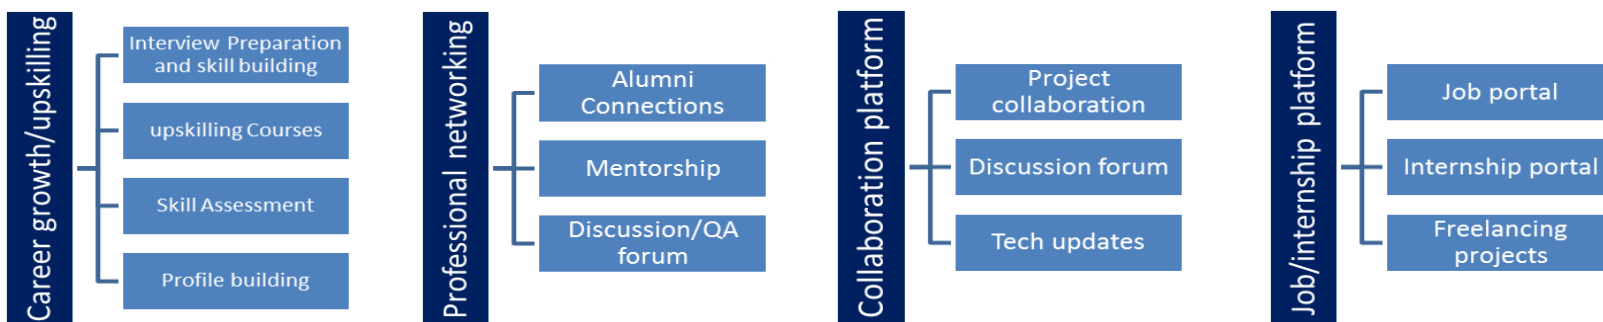 Career growth/upskilling
Interview Preparation
and skill building
upskilling Courses
Skill Assessment
Profile building
Professional networking
Alumni
Connections
Mentorship
Discussion/QA
forum
Collaboration platform
Project
collaboration
Discussion forum
Tech updates
Job/internship platform
Job portal
Internship portal
Freelancing
projects